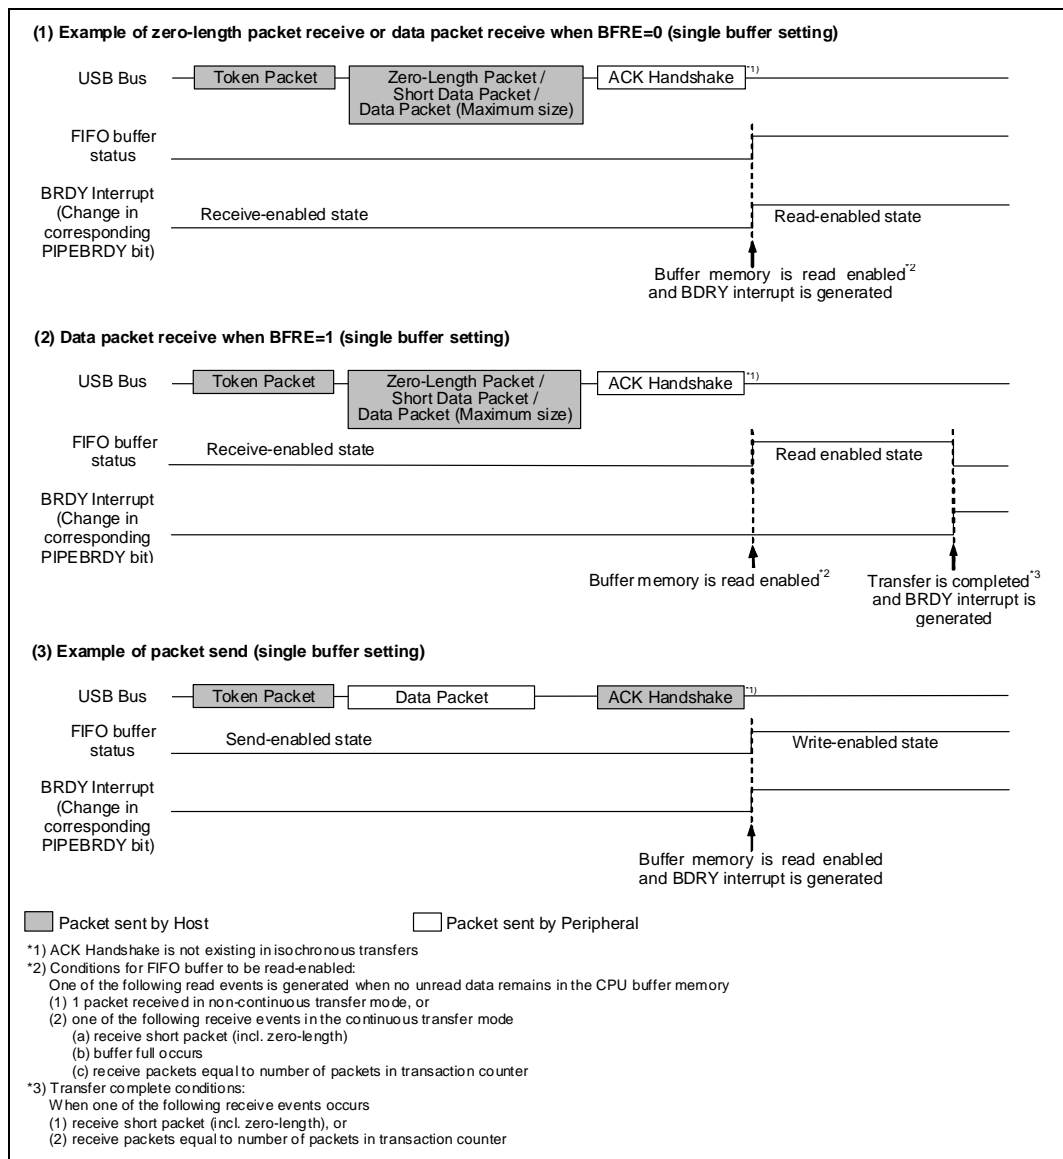 (1) Example of zero-length packet receive or data packet receive when BFRE=0 (single buffer setting)
USB Bus
Token Packet
Zero-Length Packet /
Short Data Packet /
Data Packet (Maximum size)
ACK Handshake
*1)
FIFO buffer
status
BRDY Interrupt
(Change in
corresponding
PIPEBRDY bit)
Receive-enabled state
Read-enabled state
Buffer memory is read enabled*2
and BDRY interrupt is generated
(2) Data packet receive when BFRE=1 (single buffer setting)
USB Bus
Token Packet
Zero-Length Packet /
Short Data Packet /
Data Packet (Maximum size)
ACK Handshake
*1)
FIFO buffer
status
Receive-enabled state
Read enabled state
BRDY Interrupt
(Change in
corresponding
PIPEBRDY bit)
Buffer memory is read enabled*2
Transfer is completed*3
and BRDY interrupt is
generated
(3) Example of packet send (single buffer setting)
USB Bus
Token Packet
Data Packet
ACK Handshake
*1)
FIFO buffer
status
Send-enabled state
Write-enabled state
BRDY Interrupt
(Change in
corresponding
PIPEBRDY bit)
Buffer memory is read enabled
and BDRY interrupt is generated
Packet sent by Host
Packet sent by Peripheral
*1) ACK Handshake is not existing in isochronous transfers
*2) Conditions for FIFO buffer to be read-enabled:
One of the following read events is generated when no unread data remains in the CPU buffer memory
(1) 1 packet received in non-continuous transfer mode, or
(2) one of the following receive events in the continuous transfer mode
(a) receive short packet (incl. zero-length)
(b) buffer full occurs
(c) receive packets equal to number of packets in transaction counter
*3) Transfer complete conditions:
When one of the following receive events occurs
(1) receive short packet (incl. zero-length), or
(2) receive packets equal to number of packets in transaction counter